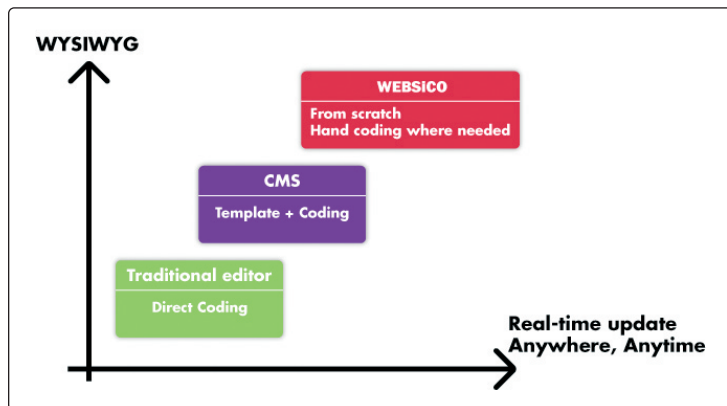 WYSIWYG
WEBSICO
From scratch
Hand coding where needed
CMS
Template + Coding
Traditional editor
Direct Coding
Real-time update
Anywhere, Anytime